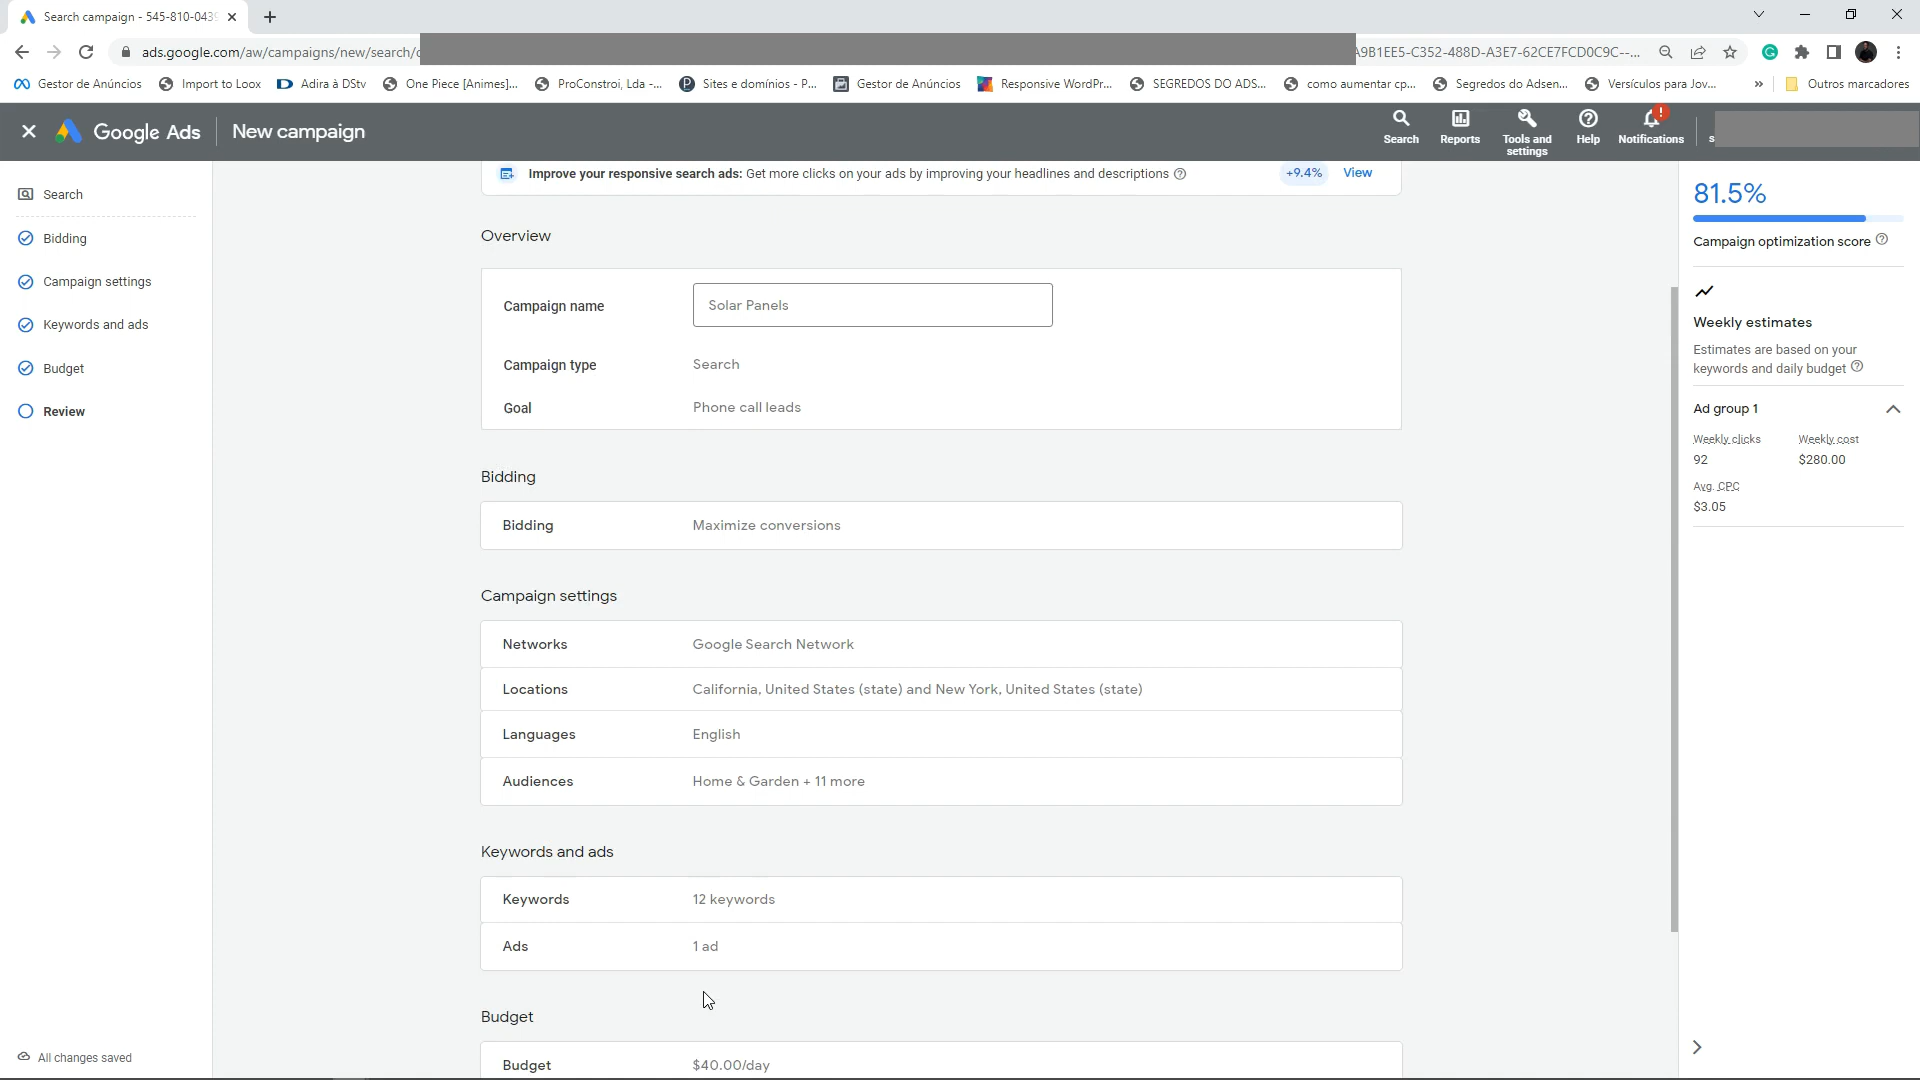 Search campaign - 545-810-0439
ads.google.com/aw/campaigns/new/search/c
A9B1EE5-C352-488D-A3E7-62CE7FCD0C9C--...
Gestor de Anúncios
Import to Loox
Adira à DStv
One Piece [Animes]...
ProConstroi, Lda -...
Sites e domínios - P...
Gestor de Anúncios
Responsive WordPr...
SEGREDOS DO ADS...
como aumentar cp...
Segredos do Adsen...
Versículos para Jov...
»
Outros marcadores
Google Ads
New campaign
Search
Reports
Tools and
settings
Help
Notifications
s
Search
Bidding
Campaign settings
Keywords and ads
Budget
Review
All changes saved
Improve your responsive search ads: Get more clicks on your ads by improving your headlines and descriptions
+9.4%
View
Overview
Campaign name
Solar Panels
Campaign type
Search
Goal
Phone call leads
Bidding
Bidding
Maximize conversions
Campaign settings
Networks
Google Search Network
Locations
California, United States (state) and New York, United States (state)
Languages
English
Audiences
Home & Garden + 11 more
Keywords and ads
Keywords
12 keywords
Ads
1 ad
Budget
Budget
$40.00/day
81.5%
Campaign optimization score
Weekly estimates
Estimates are based on your
keywords and daily budget
Ad group 1
Weekly clicks
Weekly cost
92
$280.00
Avg. CPC
$3.05